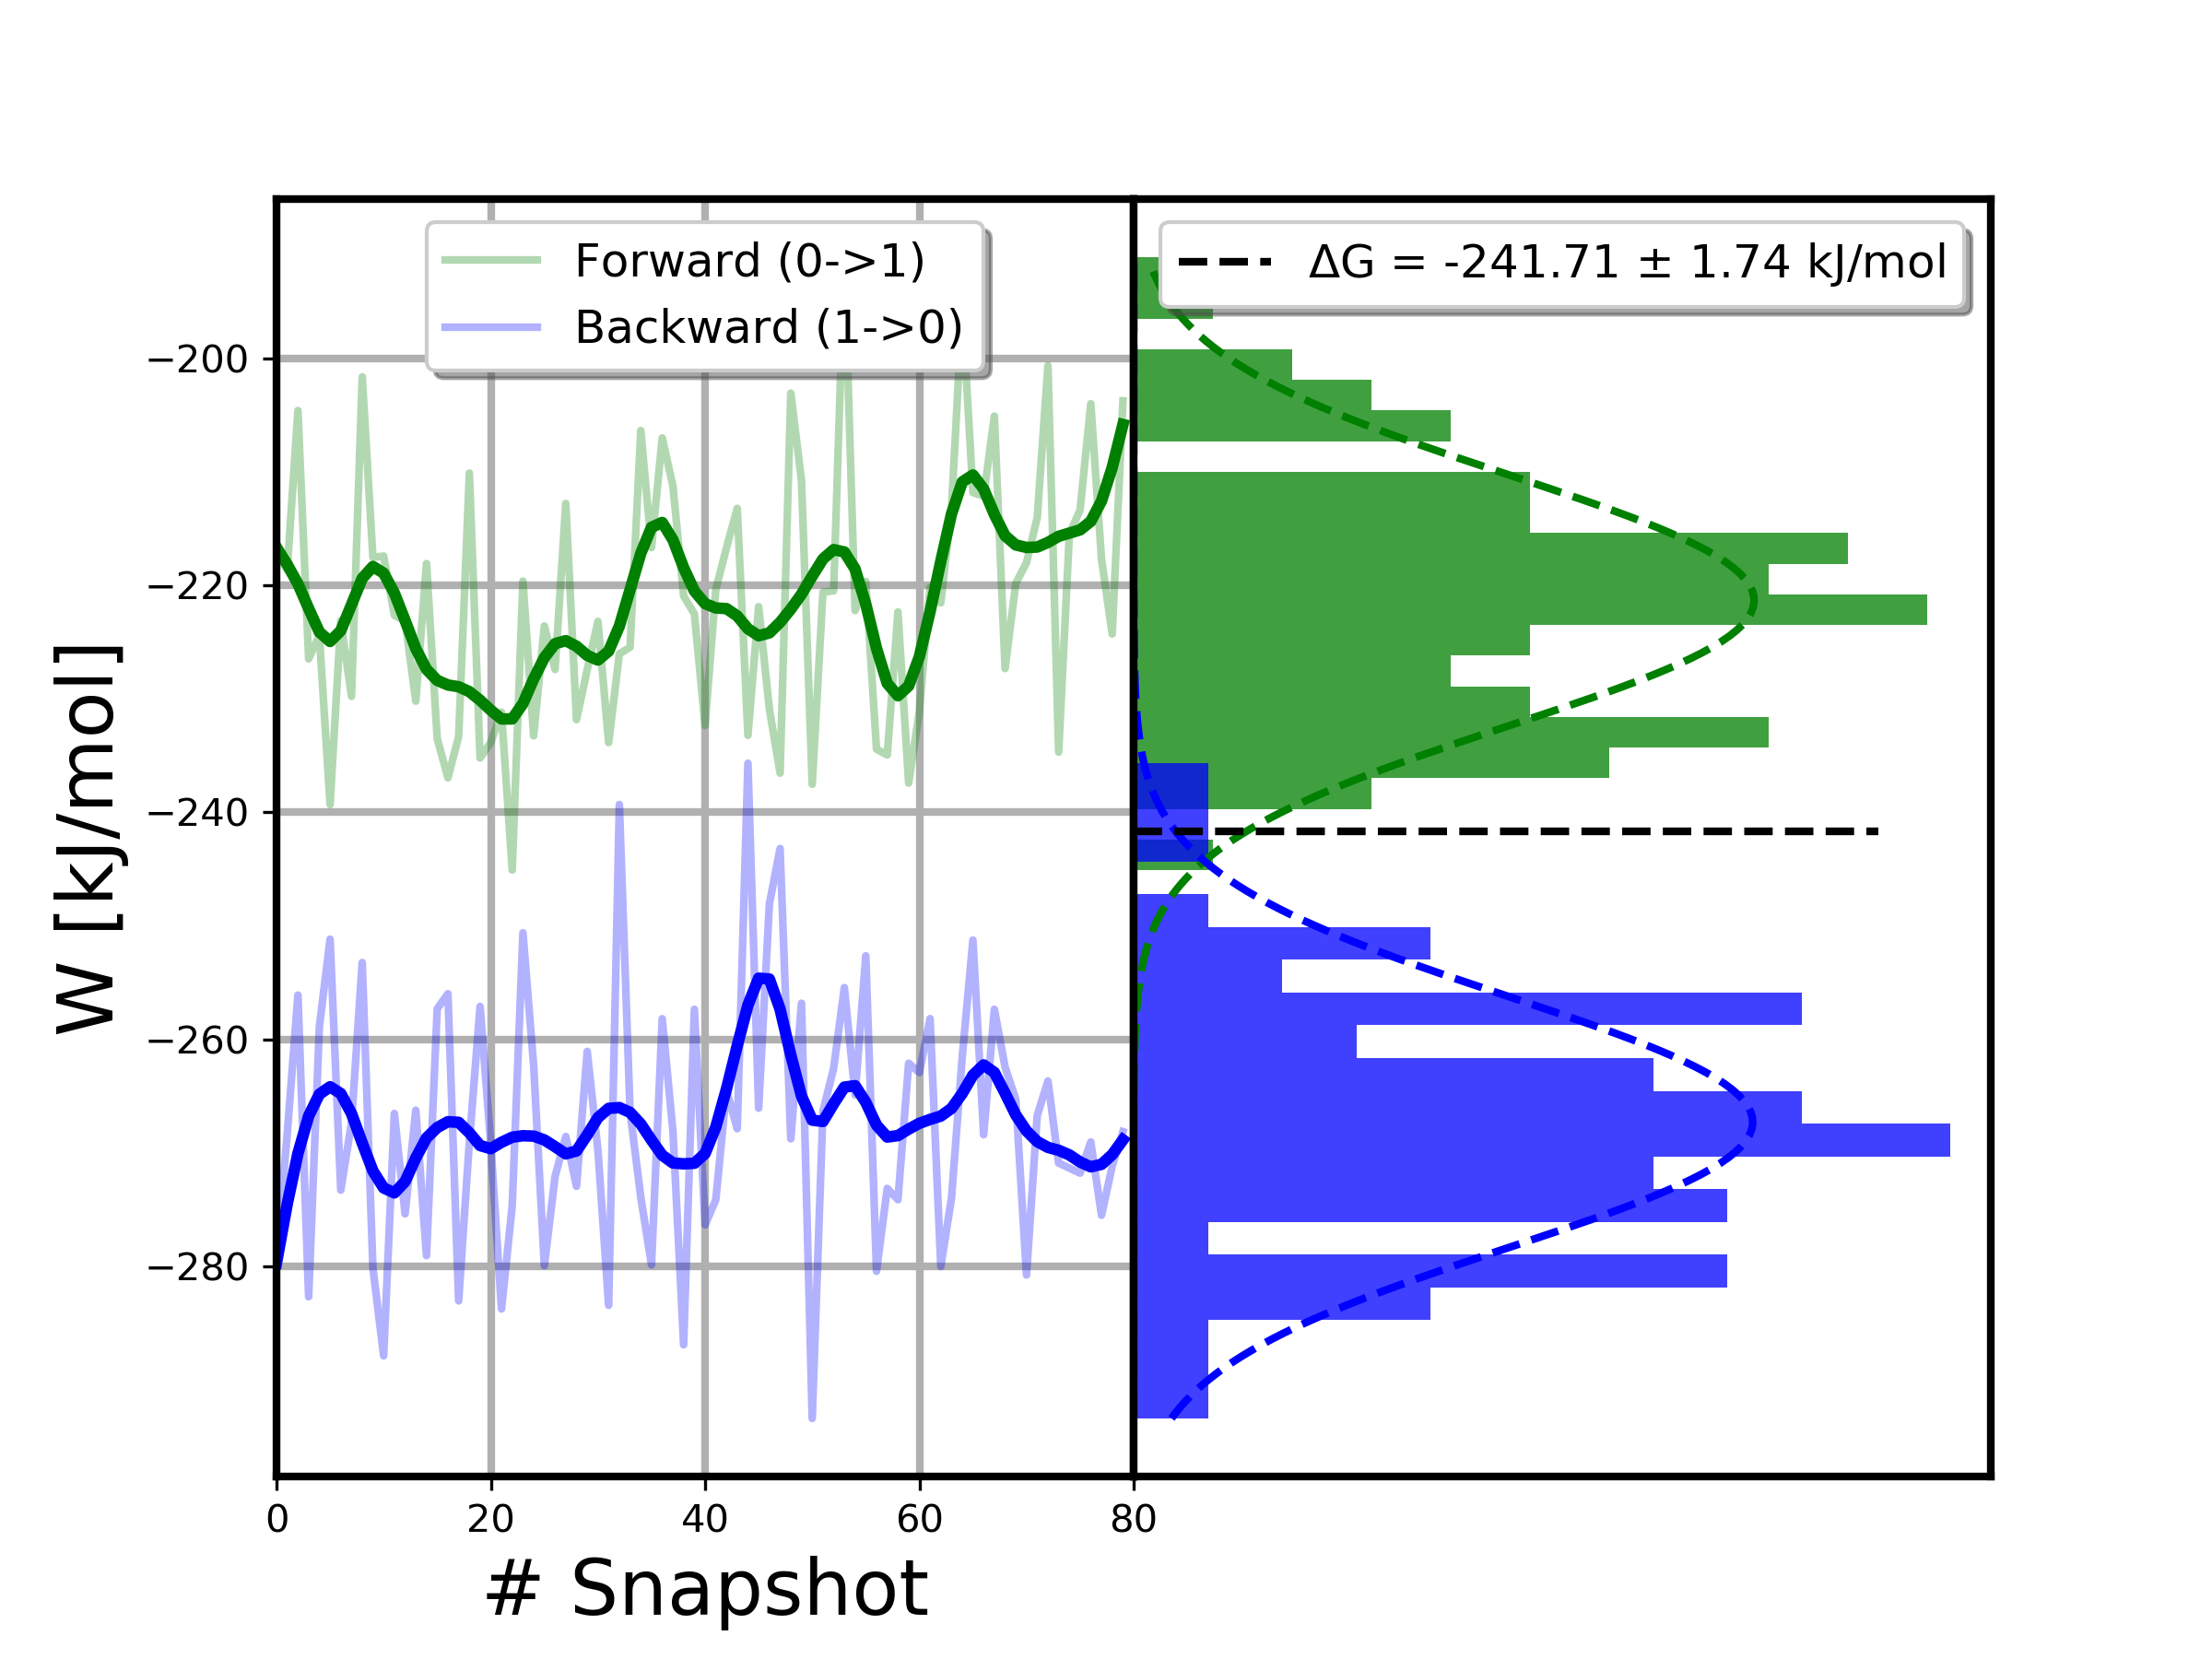 Forward (0->1)
Backward (1->0)
ΔG = -241.71 ± 1.74 kJ/mol
W [kJ/mol]
−200
−220
−240
−260
−280
0 20 40 60 80
# Snapshot